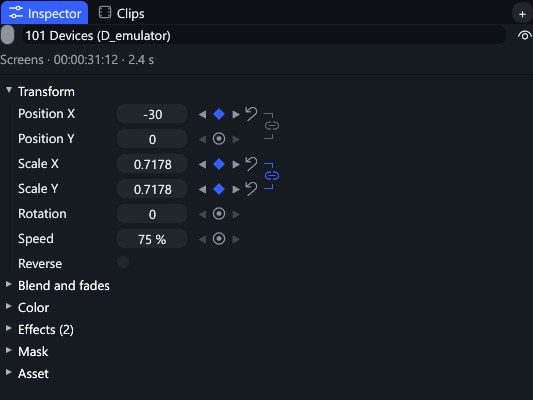 Inspector Clips +
101 Devices (D_emulator)
Screens · 00:00:31:12 · 2.4 s
Transform
Position X -30
Position Y 0
Scale X 0.7178
Scale Y 0.7178
Rotation 0
Speed 75 %
Reverse
Blend and fades
Color
Effects (2)
Mask
Asset